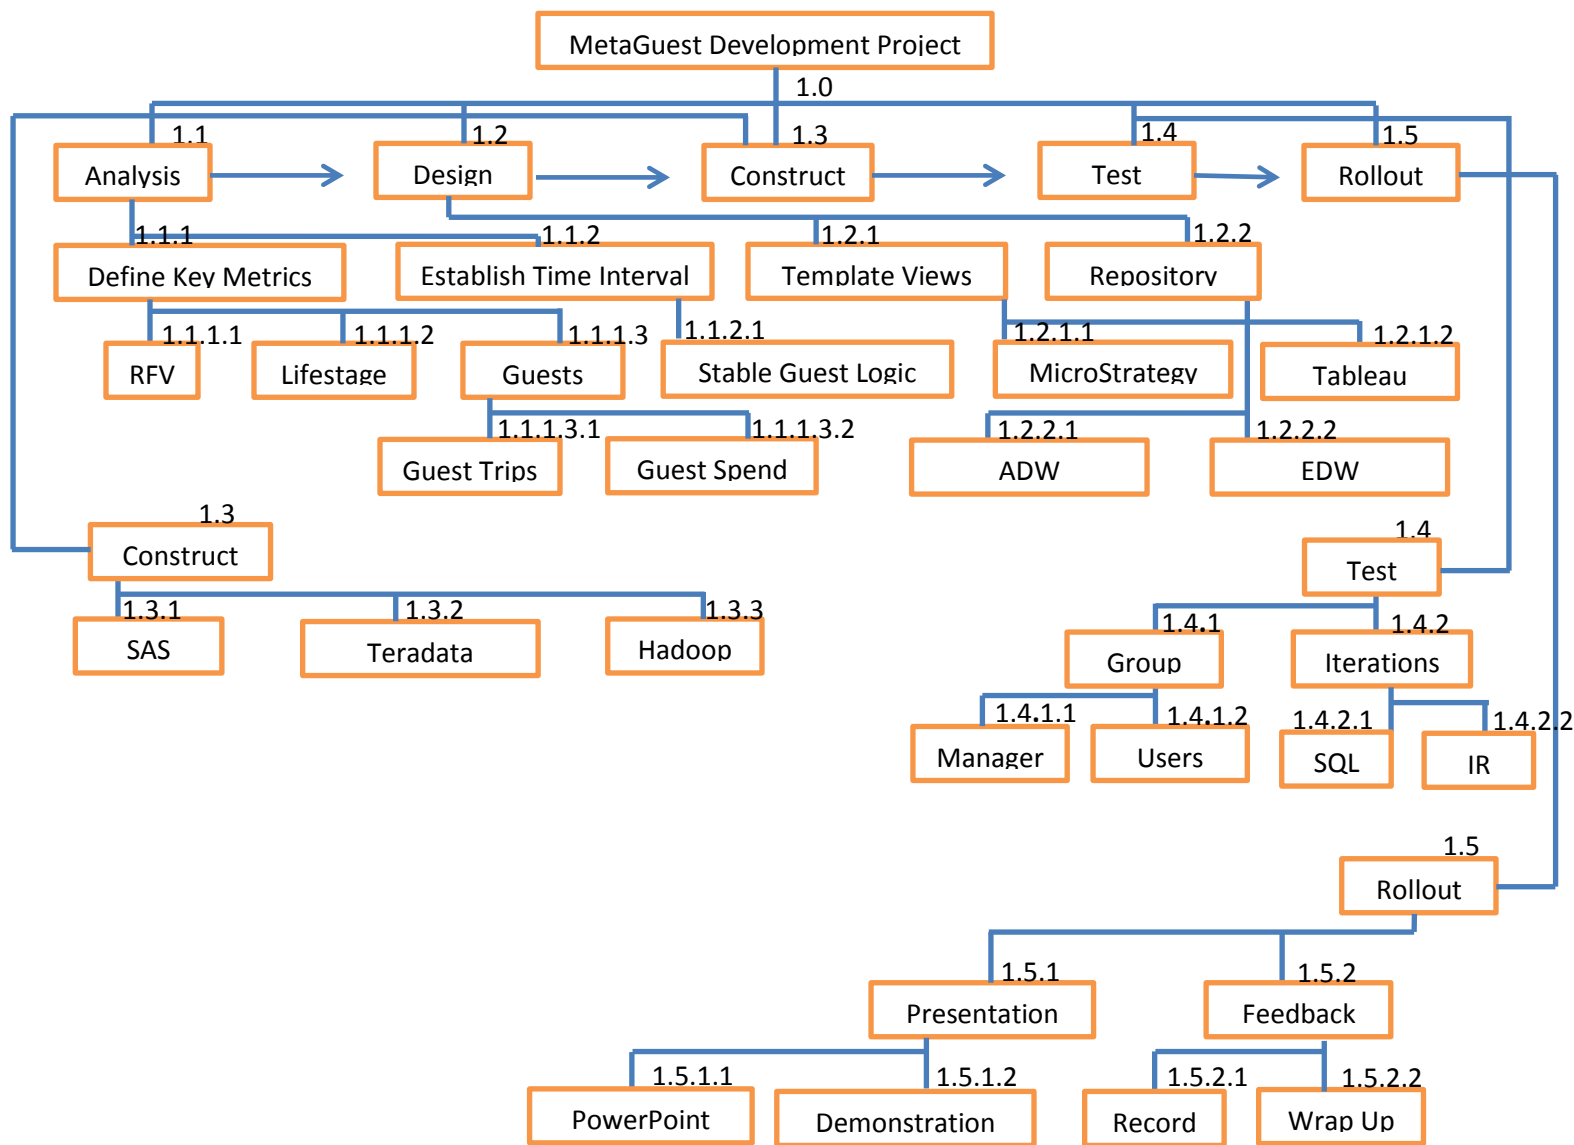 MetaGuest Development Project
1.0
1.1
1.2
1.3
1.4
1.5
Analysis
Design
Construct
Test
Rollout
1.1.1
1.1.2
1.2.1
1.2.2
Define Key Metrics
Establish Time Interval
Template Views
Repository
1.1.1.1
1.1.1.2
1.1.1.3
1.1.2.1
1.2.1.1
1.2.1.2
RFV
Lifestage
Guests
Stable Guest Logic
MicroStrategy
Tableau
1.1.1.3.1
1.1.1.3.2
1.2.2.1
1.2.2.2
Guest Trips
Guest Spend
ADW
EDW
1.3
Construct
1.4
Test
1.3.1
1.3.2
1.3.3
SAS
Teradata
Hadoop
1.4.1
1.4.2
Group
Iterations
1.4.1.1
1.4.1.2
1.4.2.1
1.4.2.2
Manager
Users
SQL
IR
1.5
Rollout
1.5.1
1.5.2
Presentation
Feedback
1.5.1.1
1.5.1.2
1.5.2.1
1.5.2.2
PowerPoint
Demonstration
Record
Wrap Up